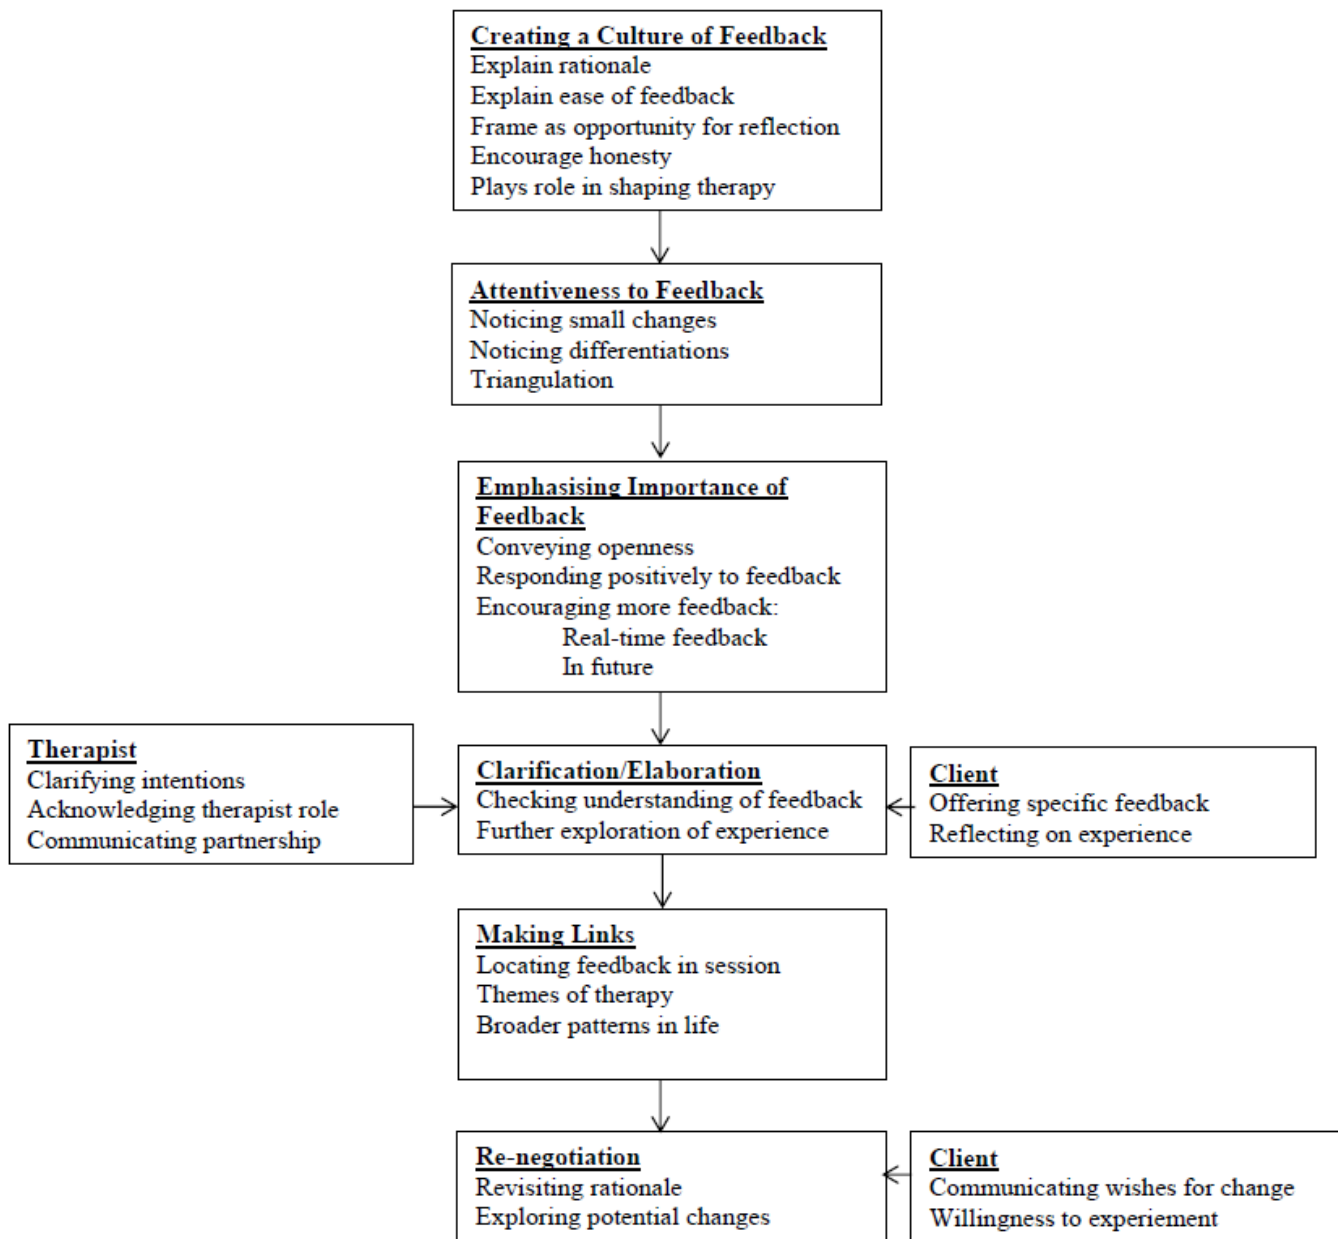 Creating a Culture of Feedback
Explain rationale
Explain ease of feedback
Frame as opportunity for reflection
Encourage honesty
Plays role in shaping therapy
Attentiveness to Feedback
Noticing small changes
Noticing differentiations
Triangulation
Emphasising Importance of
Feedback
Conveying openness
Responding positively to feedback
Encouraging more feedback:
Real-time feedback
In future
Therapist
Clarifying intentions
Acknowledging therapist role
Communicating partnership
Clarification/Elaboration
Checking understanding of feedback
Further exploration of experience
Client
Offering specific feedback
Reflecting on experience
Making Links
Locating feedback in session
Themes of therapy
Broader patterns in life
Re-negotiation
Revisiting rationale
Exploring potential changes
Client
Communicating wishes for change
Willingness to experiement